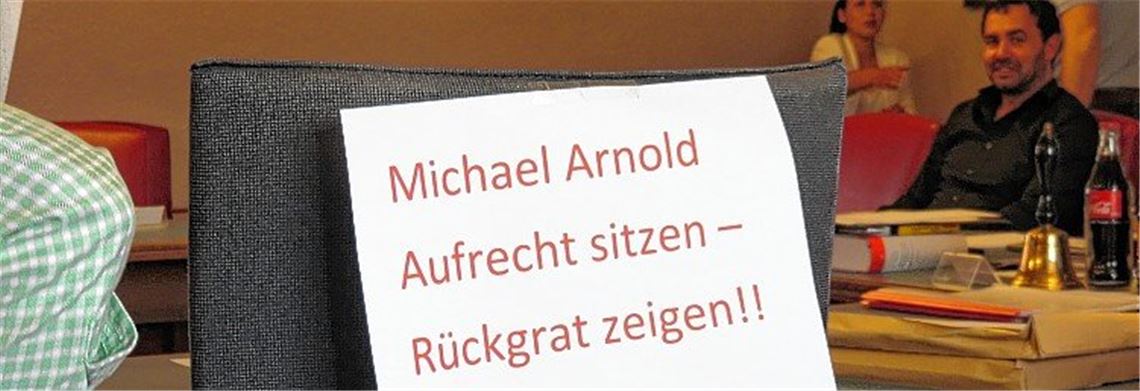 Michael Arnold
Aufrecht sitzen –
Rückgrat zeigen!!